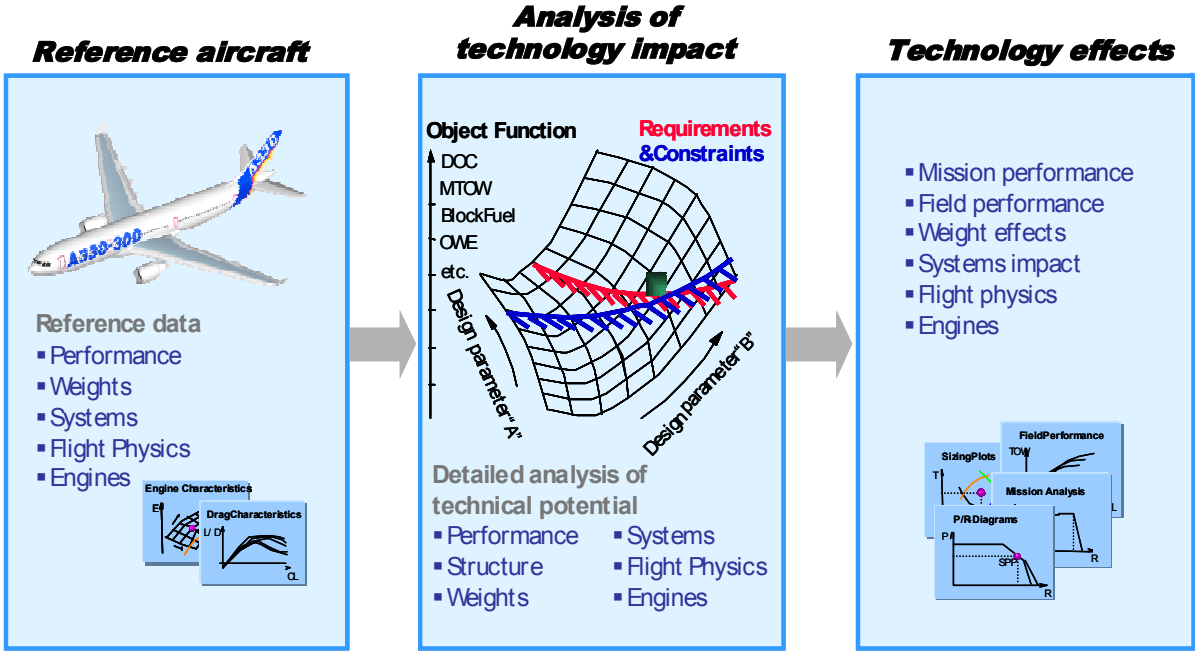 Reference aircraft
A330-300
Reference data
▪ Performance
▪ Weights
▪ Systems
▪ Flight Physics
▪ Engines
Engine Characteristics
E
DragCharacteristics
L/D
CL
Analysis of
technology impact
Object Function
DOC
MTOW
BlockFuel
OWE
etc.
Requirements
&Constraints
Design parameter“A”
Design parameter“B”
Detailed analysis of
technical potential
▪ Performance
▪ Structure
▪ Weights
▪ Systems
▪ Flight Physics
▪ Engines
Technology effects
▪ Mission performance
▪ Field performance
▪ Weight effects
▪ Systems impact
▪ Flight physics
▪ Engines
FieldPerformance
TOW
L
SizingPlots
T
Mission Analysis
R
P/R-Diagrams
P/
SPP
R